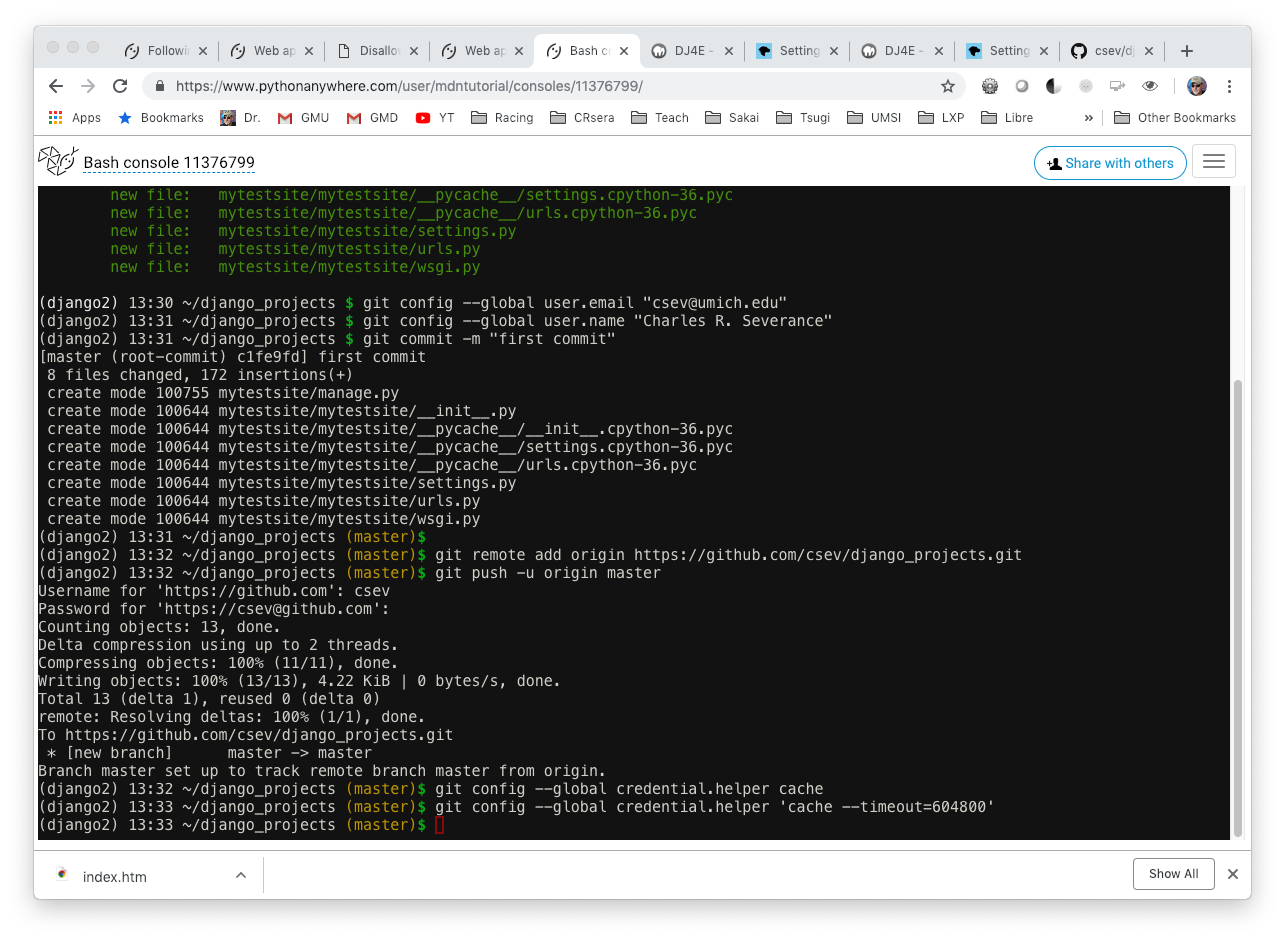 Followin
Web ap
Disallow
Web ap
Bash co
DJ4E -
Setting
DJ4E -
Setting
csev/dj
https://www.pythonanywhere.com/user/mdntutorial/consoles/11376799/
Apps Bookmarks Dr. GMU GMD YT Racing CRsera Teach Sakai Tsugi UMSI LXP Libre » Other Bookmarks
Bash console 11376799
Share with others
new file:   mytestsite/mytestsite/__pycache__/settings.cpython-36.pyc
new file:   mytestsite/mytestsite/__pycache__/urls.cpython-36.pyc
new file:   mytestsite/mytestsite/settings.py
new file:   mytestsite/mytestsite/urls.py
new file:   mytestsite/mytestsite/wsgi.py
(django2) 13:30 ~/django_projects $ git config --global user.email "csev@umich.edu"
(django2) 13:31 ~/django_projects $ git config --global user.name "Charles R. Severance"
(django2) 13:31 ~/django_projects $ git commit -m "first commit"
[master (root-commit) c1fe9fd] first commit
 8 files changed, 172 insertions(+)
 create mode 100755 mytestsite/manage.py
 create mode 100644 mytestsite/mytestsite/__init__.py
 create mode 100644 mytestsite/mytestsite/__pycache__/__init__.cpython-36.pyc
 create mode 100644 mytestsite/mytestsite/__pycache__/settings.cpython-36.pyc
 create mode 100644 mytestsite/mytestsite/__pycache__/urls.cpython-36.pyc
 create mode 100644 mytestsite/mytestsite/settings.py
 create mode 100644 mytestsite/mytestsite/urls.py
 create mode 100644 mytestsite/mytestsite/wsgi.py
(django2) 13:31 ~/django_projects (master)$
(django2) 13:32 ~/django_projects (master)$ git remote add origin https://github.com/csev/django_projects.git
(django2) 13:32 ~/django_projects (master)$ git push -u origin master
Username for 'https://github.com': csev
Password for 'https://csev@github.com':
Counting objects: 13, done.
Delta compression using up to 2 threads.
Compressing objects: 100% (11/11), done.
Writing objects: 100% (13/13), 4.22 KiB | 0 bytes/s, done.
Total 13 (delta 1), reused 0 (delta 0)
remote: Resolving deltas: 100% (1/1), done.
To https://github.com/csev/django_projects.git
 * [new branch]      master -> master
Branch master set up to track remote branch master from origin.
(django2) 13:32 ~/django_projects (master)$ git config --global credential.helper cache
(django2) 13:33 ~/django_projects (master)$ git config --global credential.helper 'cache --timeout=604800'
(django2) 13:33 ~/django_projects (master)$
index.htm
Show All